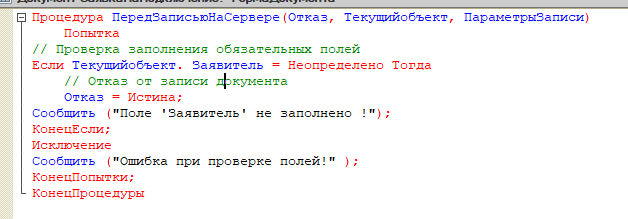 Процедура ПередЗаписьюНаСервере(Отказ, Текущийобъект, ПараметрыЗаписи)
Попытка
// Проверка заполнения обязательных полей
Если Текущийобъект. Заявитель = Неопределено Тогда
// Отказ от записи документа
Отказ = Истина;
Сообщить ("Поле 'Заявитель' не заполнено !");
КонецЕсли;
Исключение
Сообщить ("Ошибка при проверке полей!" );
КонецПопытки;
КонецПроцедуры